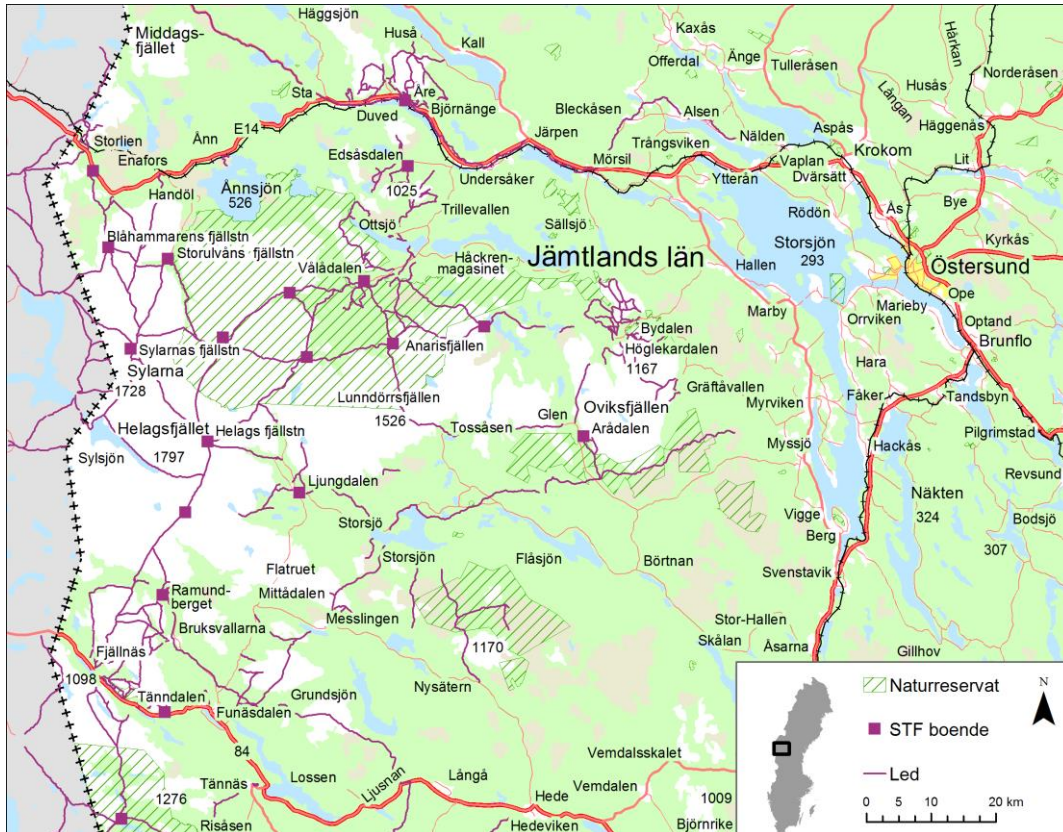 Häggsjön
Kaxås
Hårkan
Middags-
fjället
Huså
Kall
Offerdal
Änge
Tulleråsen
Husås
Norderåsen
Långan
Sta
Åre
Björnänge
Bleckåsen
Alsen
Häggenås
Duved
E14
Ånn
Storlien
Järpen
Trångsviken
Nälden
Aspås
Krokom
Enafors
Edsåsdalen
Mörsil
Vaplan
Dvärsätt
Lit
Handöl
Ånnsjön
526
1025
Undersåker
Ytterån
Bye
Trillevallen
Rödön
Ås
Ottsjö
Sällsjö
Storsjön
293
Kyrkås
Blåhammarens fjällstn
Storulvåns fjällstn
Håckren-
magasinet
Jämtlands län
Hallen
Östersund
Vålådalen
Ope
Marieby
Marby
Orrviken
Optand
Bydalen
Brunflo
Sylarnas fjällstn
Anarisfjällen
Höglekardalen
1167
Hara
Sylarna
1728
Gräftåvallen
Fåker
Tandsbyn
Lunndörrsfjällen
1526
Oviksfjällen
Myrviken
Glen
Arådalen
Helagsfjället
Helags fjällstn
Tossåsen
Pilgrimstad
Myssjö
Hackås
Sylsjön
1797
Revsund
Ljungdalen
Näkten
324
Storsjö
Vigge
Bodsjö
Berg
307
Storsjön
Flåsjön
Börtnan
Flatruet
Svenstavik
Mittådalen
Ramund-
berget
Messlingen
Stor-Hallen
Bruksvallarna
Skålan
Åsarna
Gillhov
1170
Fjällnäs
1098
Nysätern
Tänndalen
Grundsjön
Funäsdalen
84
Vemdalsskalet
Tännäs
Lossen
Ljusnan
Långå
Vemdalen
1276
Hede
1009
Risåsen
Hedeviken
Björnrike
Naturreservat
N
STF boende
Led
0 5 10 20 km